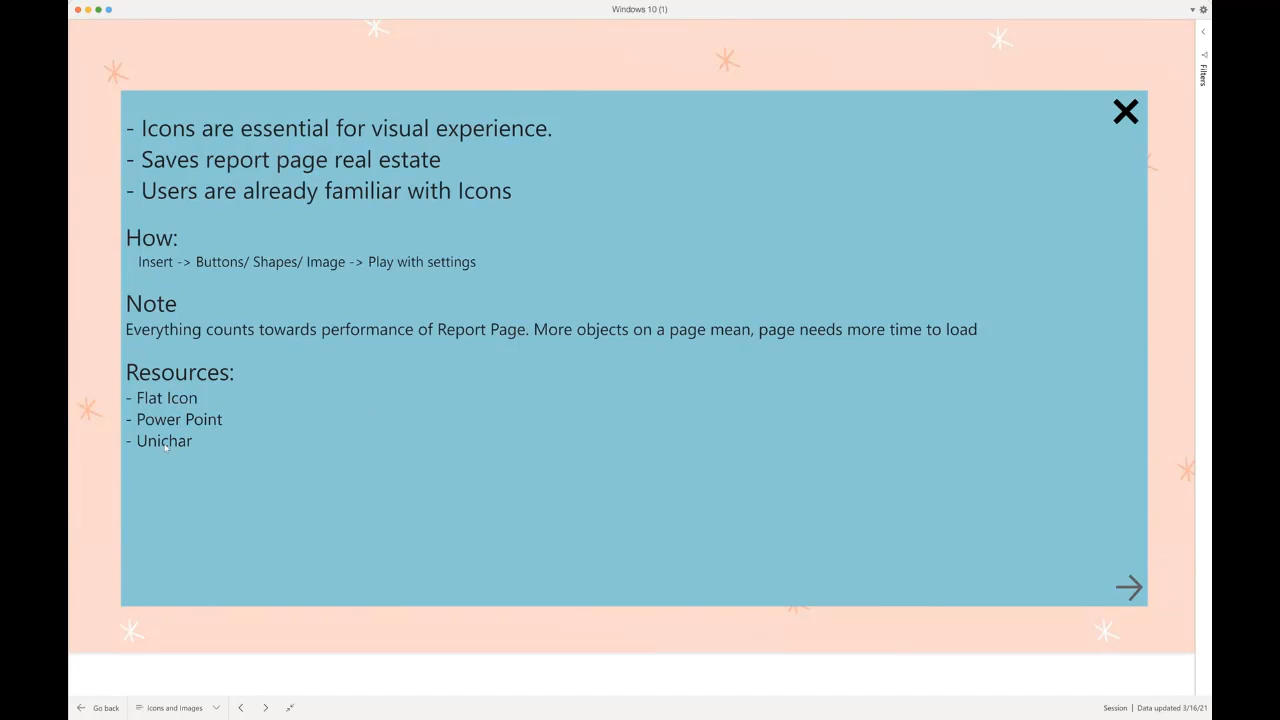 Windows 10 (1)
- Icons are essential for visual experience.
- Saves report page real estate
- Users are already familiar with Icons
How:
Insert -> Buttons/ Shapes/ Image -> Play with settings
Note
Everything counts towards performance of Report Page. More objects on a page mean, page needs more time to load
Resources:
- Flat Icon
- Power Point
- Unichar
Filters
Go back
Icons and Images
Session | Data updated 3/16/21